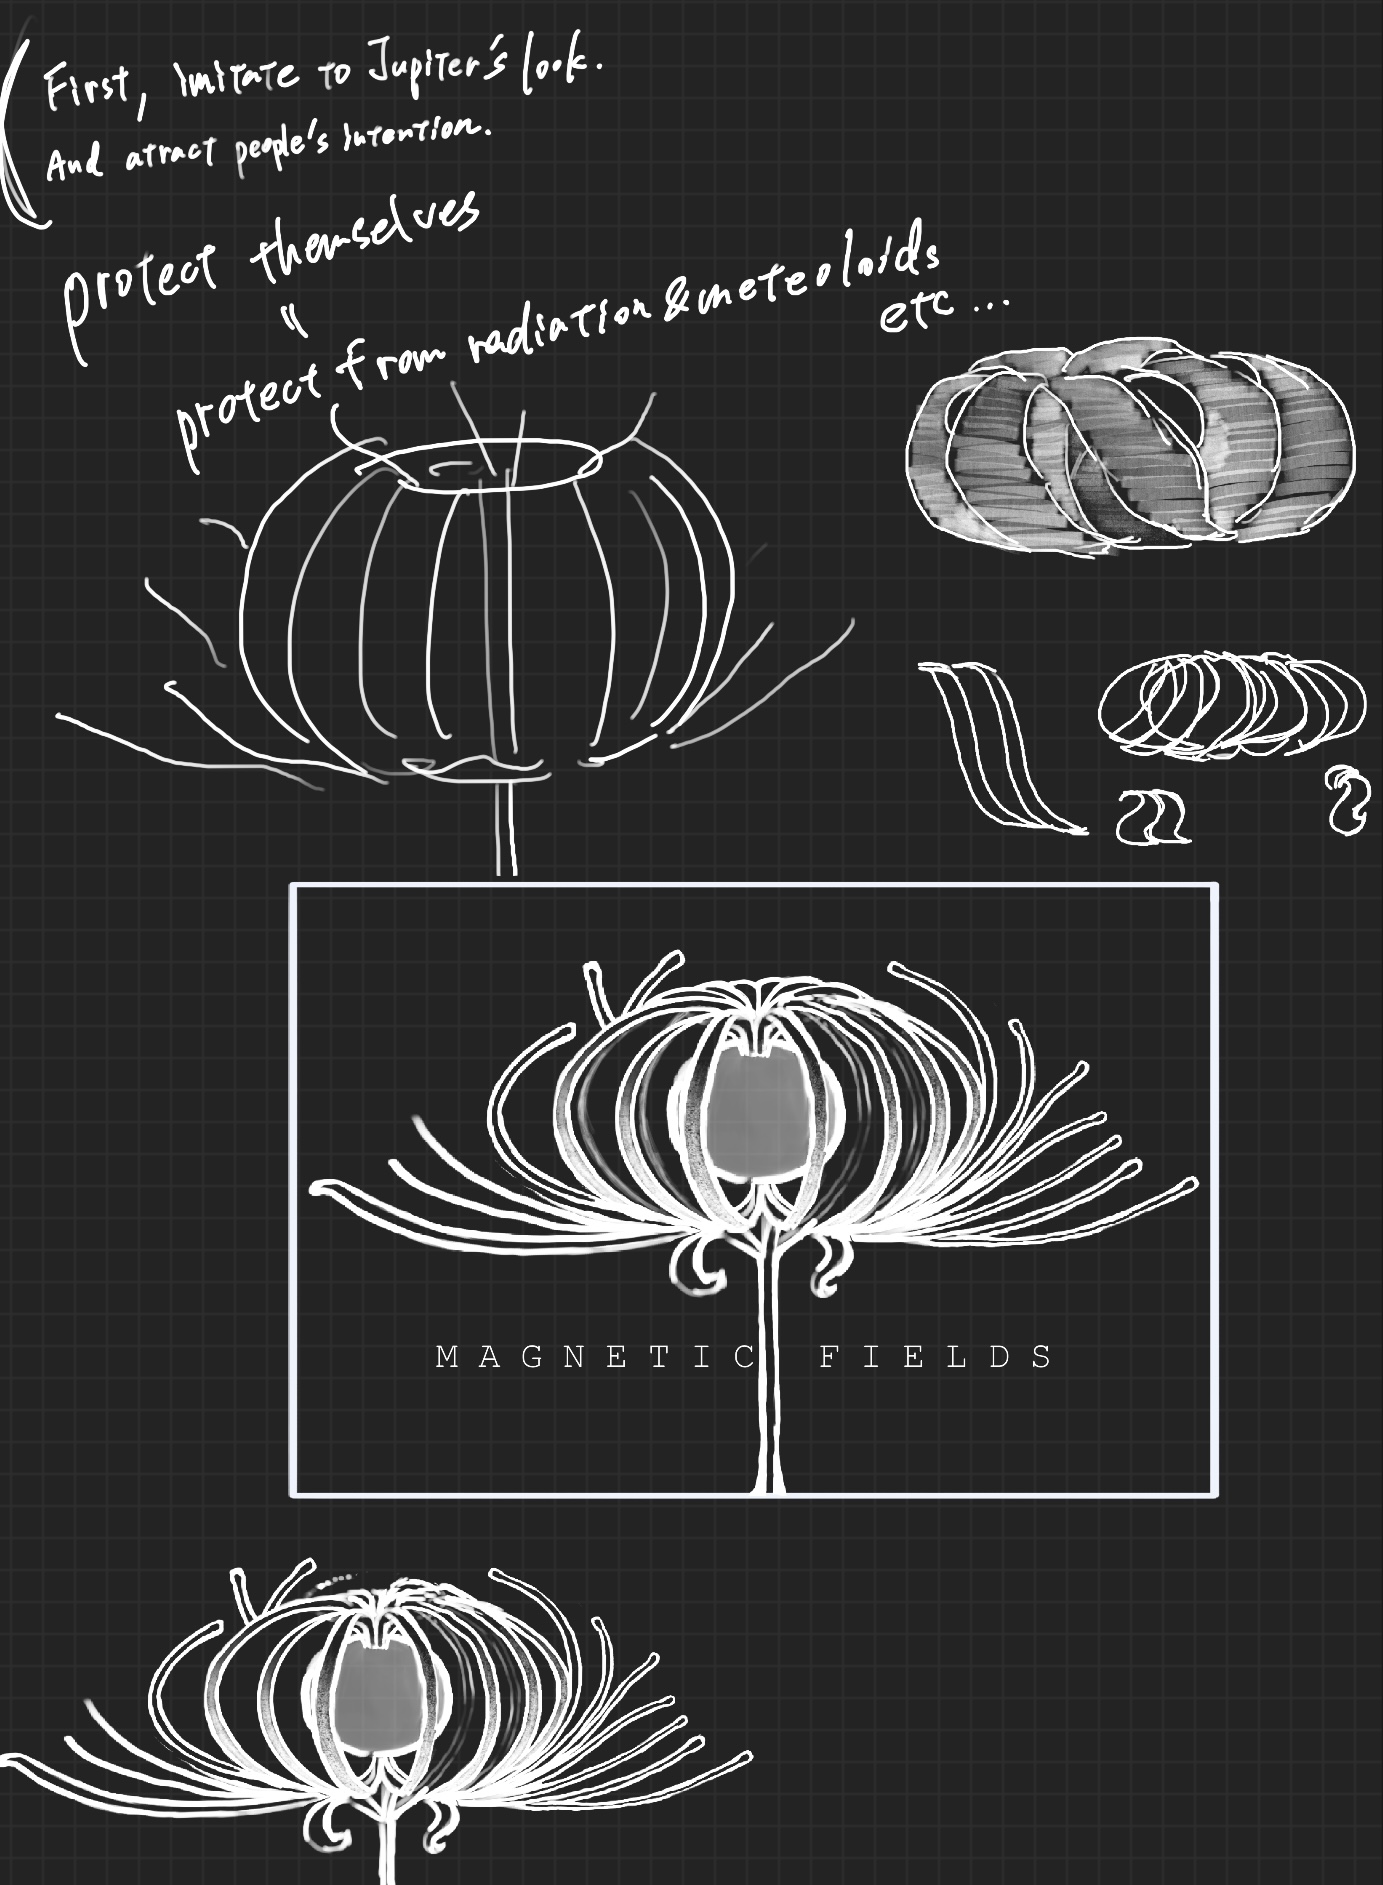 First, imitate to Jupiter's look.
And atract people's intention.
protect themselves
"
protect from radiation & meteoloids
etc...
MAGNETIC FIELDS